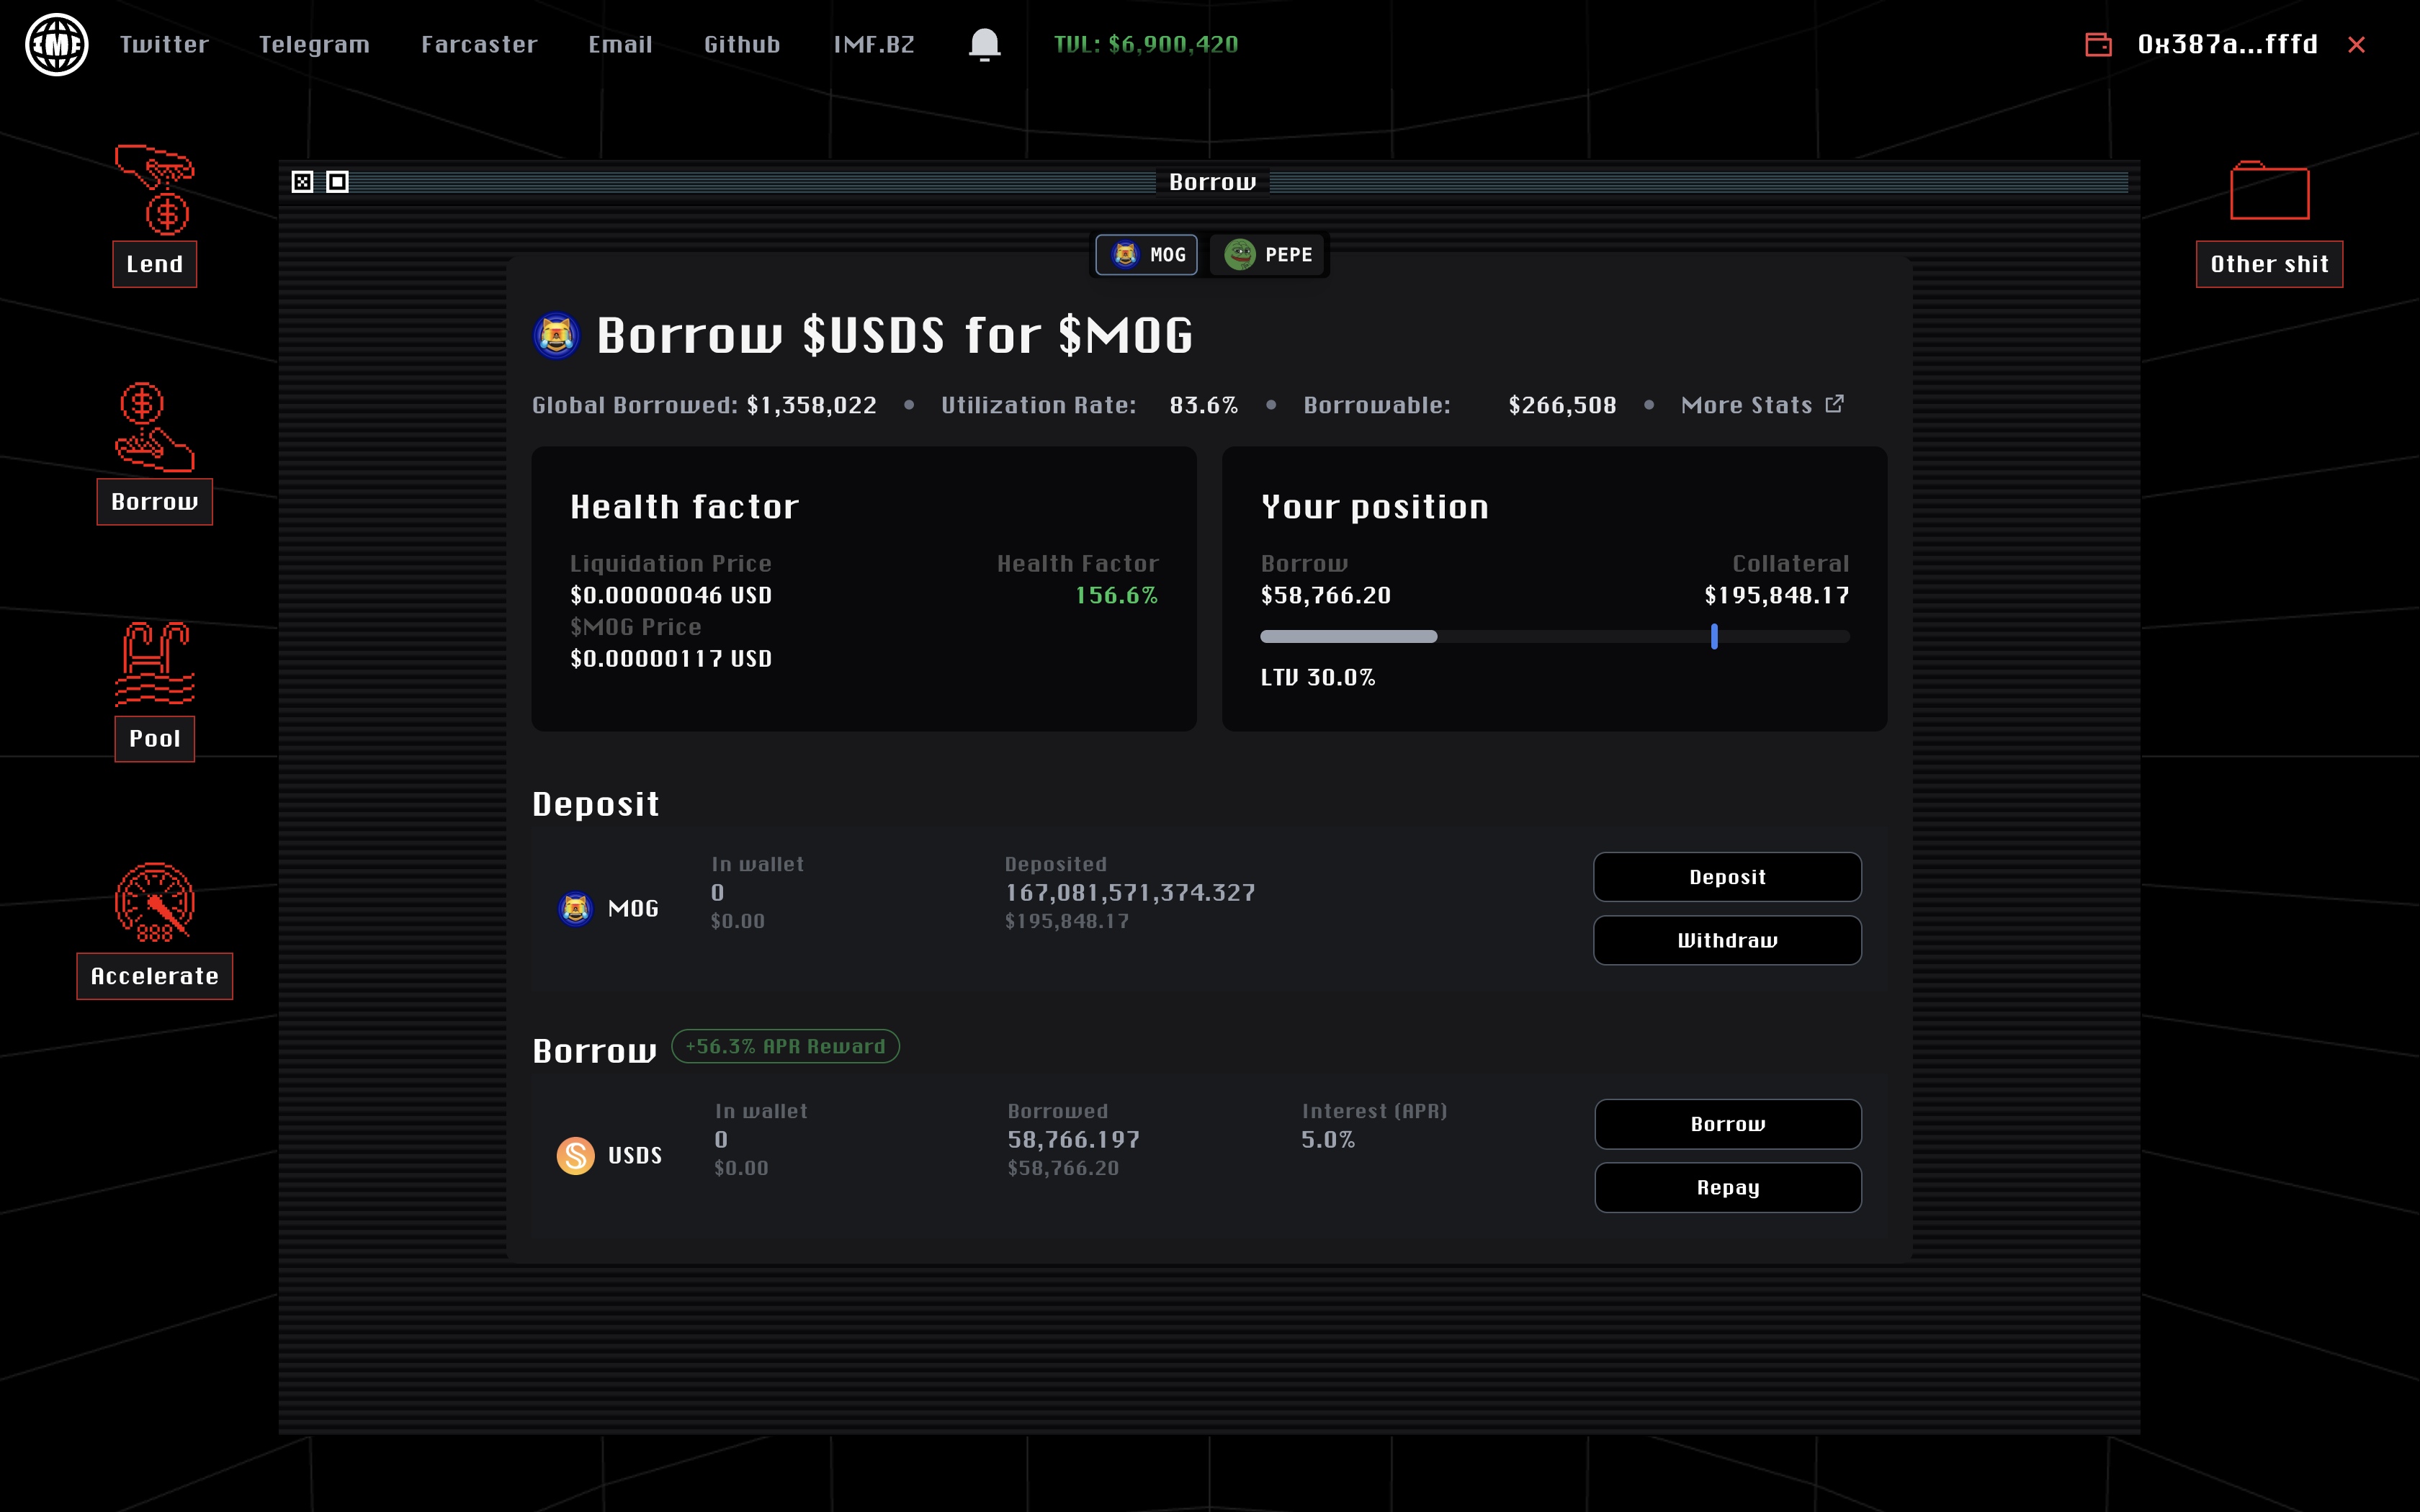 IMF Twitter Telegram Farcaster Email Github IMF.BZ TVL: $6,900,420 0x387a...fffd
Borrow
MOG PEPE
Lend
Other shit
Borrow $USDS for $MOG
Global Borrowed: $1,358,022 • Utilization Rate: 83.6% • Borrowable: $266,508 • More Stats
Borrow
Health factor
Liquidation Price Health Factor
$0.00000046 USD 156.6%
$MOG Price
$0.00000117 USD
Your position
Borrow Collateral
$58,766.20 $195,848.17
LTV 30.0%
Pool
Deposit
In wallet Deposited
MOG 0 167,081,571,374.327
$0.00 $195,848.17
Deposit
Withdraw
888
Accelerate
Borrow +56.3% APR Reward
In wallet Borrowed Interest (APR)
USDS 0 58,766.197 5.0%
$0.00 $58,766.20
Borrow
Repay